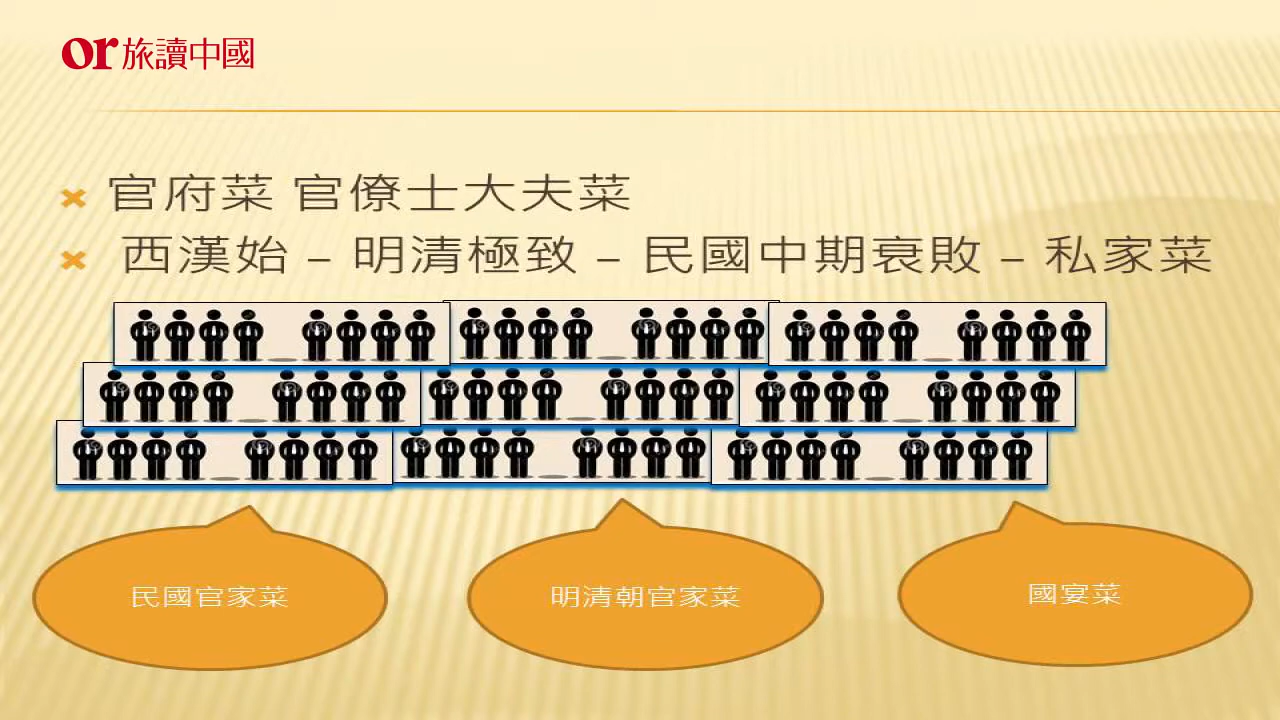 or旅讀中國
官府菜 官僚士大夫菜
西漢始 – 明清極致 – 民國中期衰敗 – 私家菜
民國官家菜
明清朝官家菜
國宴菜